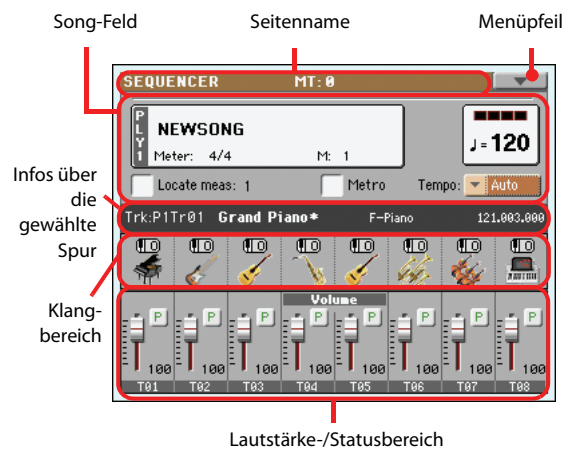 Song-Feld Seitenname Menüpfeil
SEQUENCER MT:0
PLY1
NEWSONG
Meter: 4/4 M: 1
♩=120
Locate meas: 1 Metro Tempo: Auto
Infos über
die
gewählte
Spur
Trk:P1Tr01 Grand Piano* F-Piano 121.003.000
Klang-
bereich
Volume
P P P P P P P P
100 100 100 100 100 100 100 100
T01 T02 T03 T04 T05 T06 T07 T08
Lautstärke-/Statusbereich